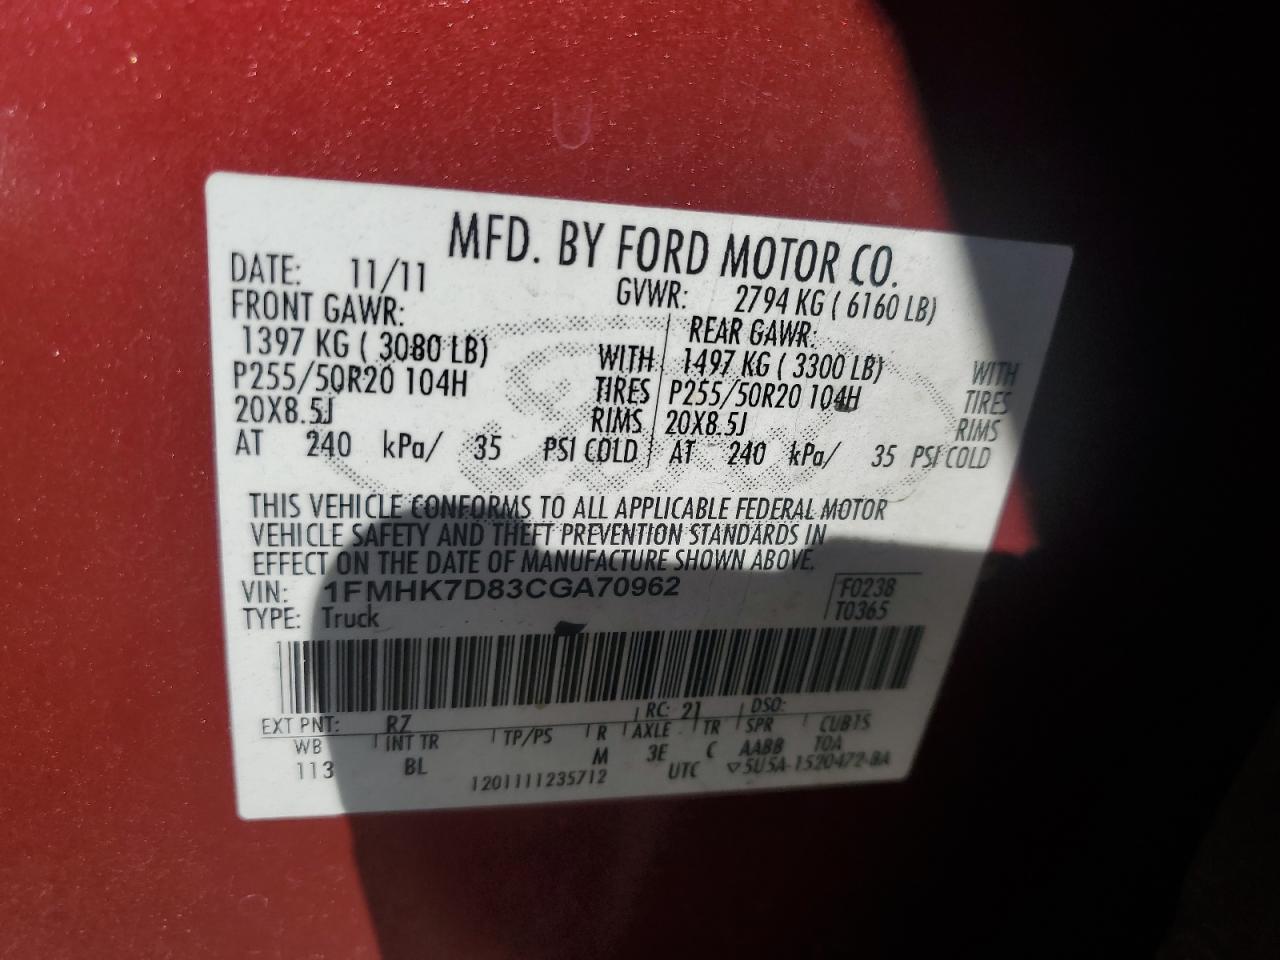 MFD. BY FORD MOTOR CO.
DATE: 11/11 GVWR: 2794 KG ( 6160 LB)
FRONT GAWR: REAR GAWR:
1397 KG ( 3080 LB) WITH 1497 KG ( 3300 LB) WITH
P255/50R20 104H TIRES P255/50R20 104H TIRES
20X8.5J RIMS 20X8.5J RIMS
AT 240 kPa/ 35 PSI COLD AT 240 kPa/ 35 PSI COLD
THIS VEHICLE CONFORMS TO ALL APPLICABLE FEDERAL MOTOR
VEHICLE SAFETY AND THEFT PREVENTION STANDARDS IN
EFFECT ON THE DATE OF MANUFACTURE SHOWN ABOVE.
VIN: 1FMHK7D83CGA70962 F0238
TYPE: Truck T0365
EXT PNT: RZ RC: 21 DSO:
WB INT TR TP/PS R AXLE TR SPR CUBTS
113 BL M 3E C AABB TOA
1201111235712 UTC ▽5U5A-1520472-BA